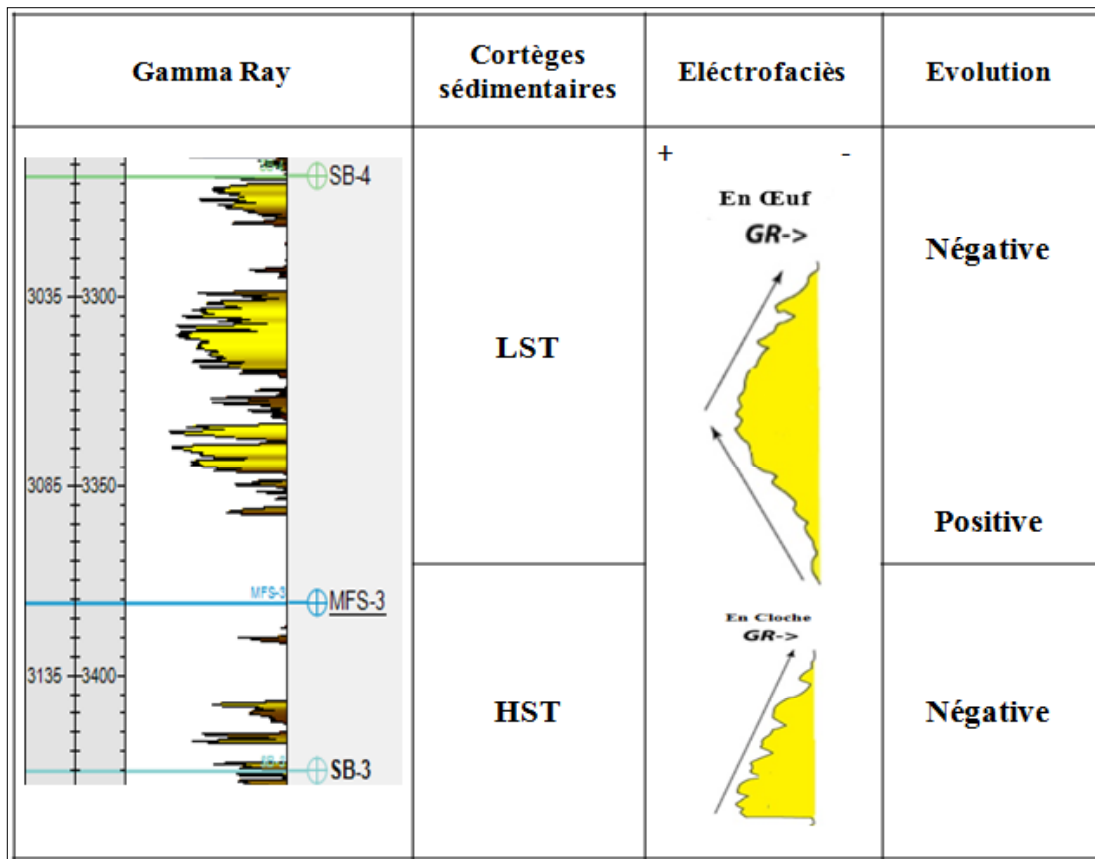 Gamma Ray
Cortèges
sédimentaires
Eléctrofaciès
Evolution
SB-4
3035
3300
3085
3350
MFS-3
MFS-3
3135
3400
SB-3
LST
HST
+ -
En Œuf
GR->
En Cloche
GR->
Négative
Positive
Négative